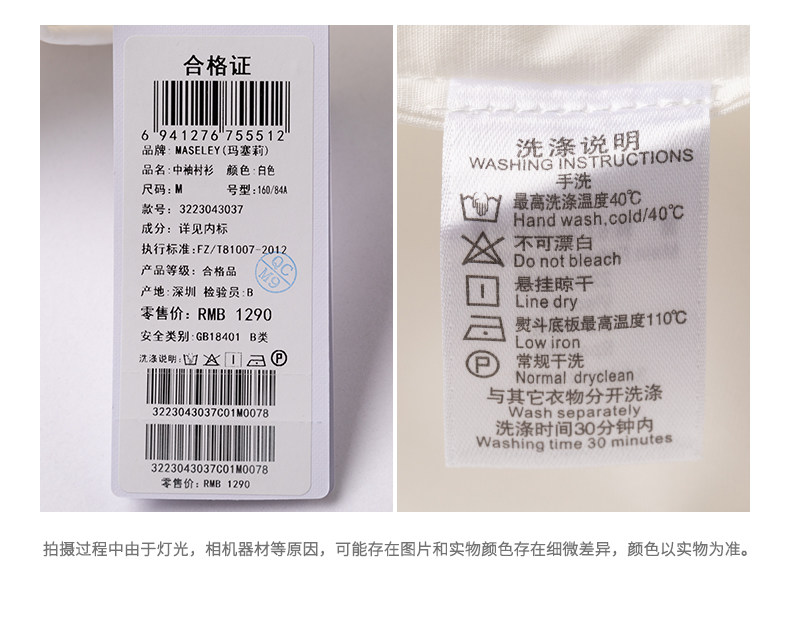 合格证
6 941276 755512
品牌: MASELEY(玛塞莉)
品名:中袖衬衫 颜色:白色
尺码: M 号型:160/84A
款号: 3223043037
成分: 详见内标
执行标准:FZ/T81007-2012
产品等级: 合格品
QC
M9
产地: 深圳 检验员: B
零售价: RMB 1290
安全类别:GB18401 B类
洗涤说明:
P
3223043037C01M0078
3223043037C01M0078
零售价: RMB 1290
洗涤说明
WASHING INSTRUCTIONS
手洗
最高洗涤温度40℃
Hand wash,cold/40℃
不可漂白
Do not bleach
悬挂晾干
Line dry
熨斗底板最高温度110℃
Low iron
P
常规干洗
Normal dryclean
与其它衣物分开洗涤
Wash separately
洗涤时间30分钟内
Washing time 30 minutes
拍摄过程中由于灯光，相机器材等原因，可能存在图片和实物颜色存在细微差异，颜色以实物为准。